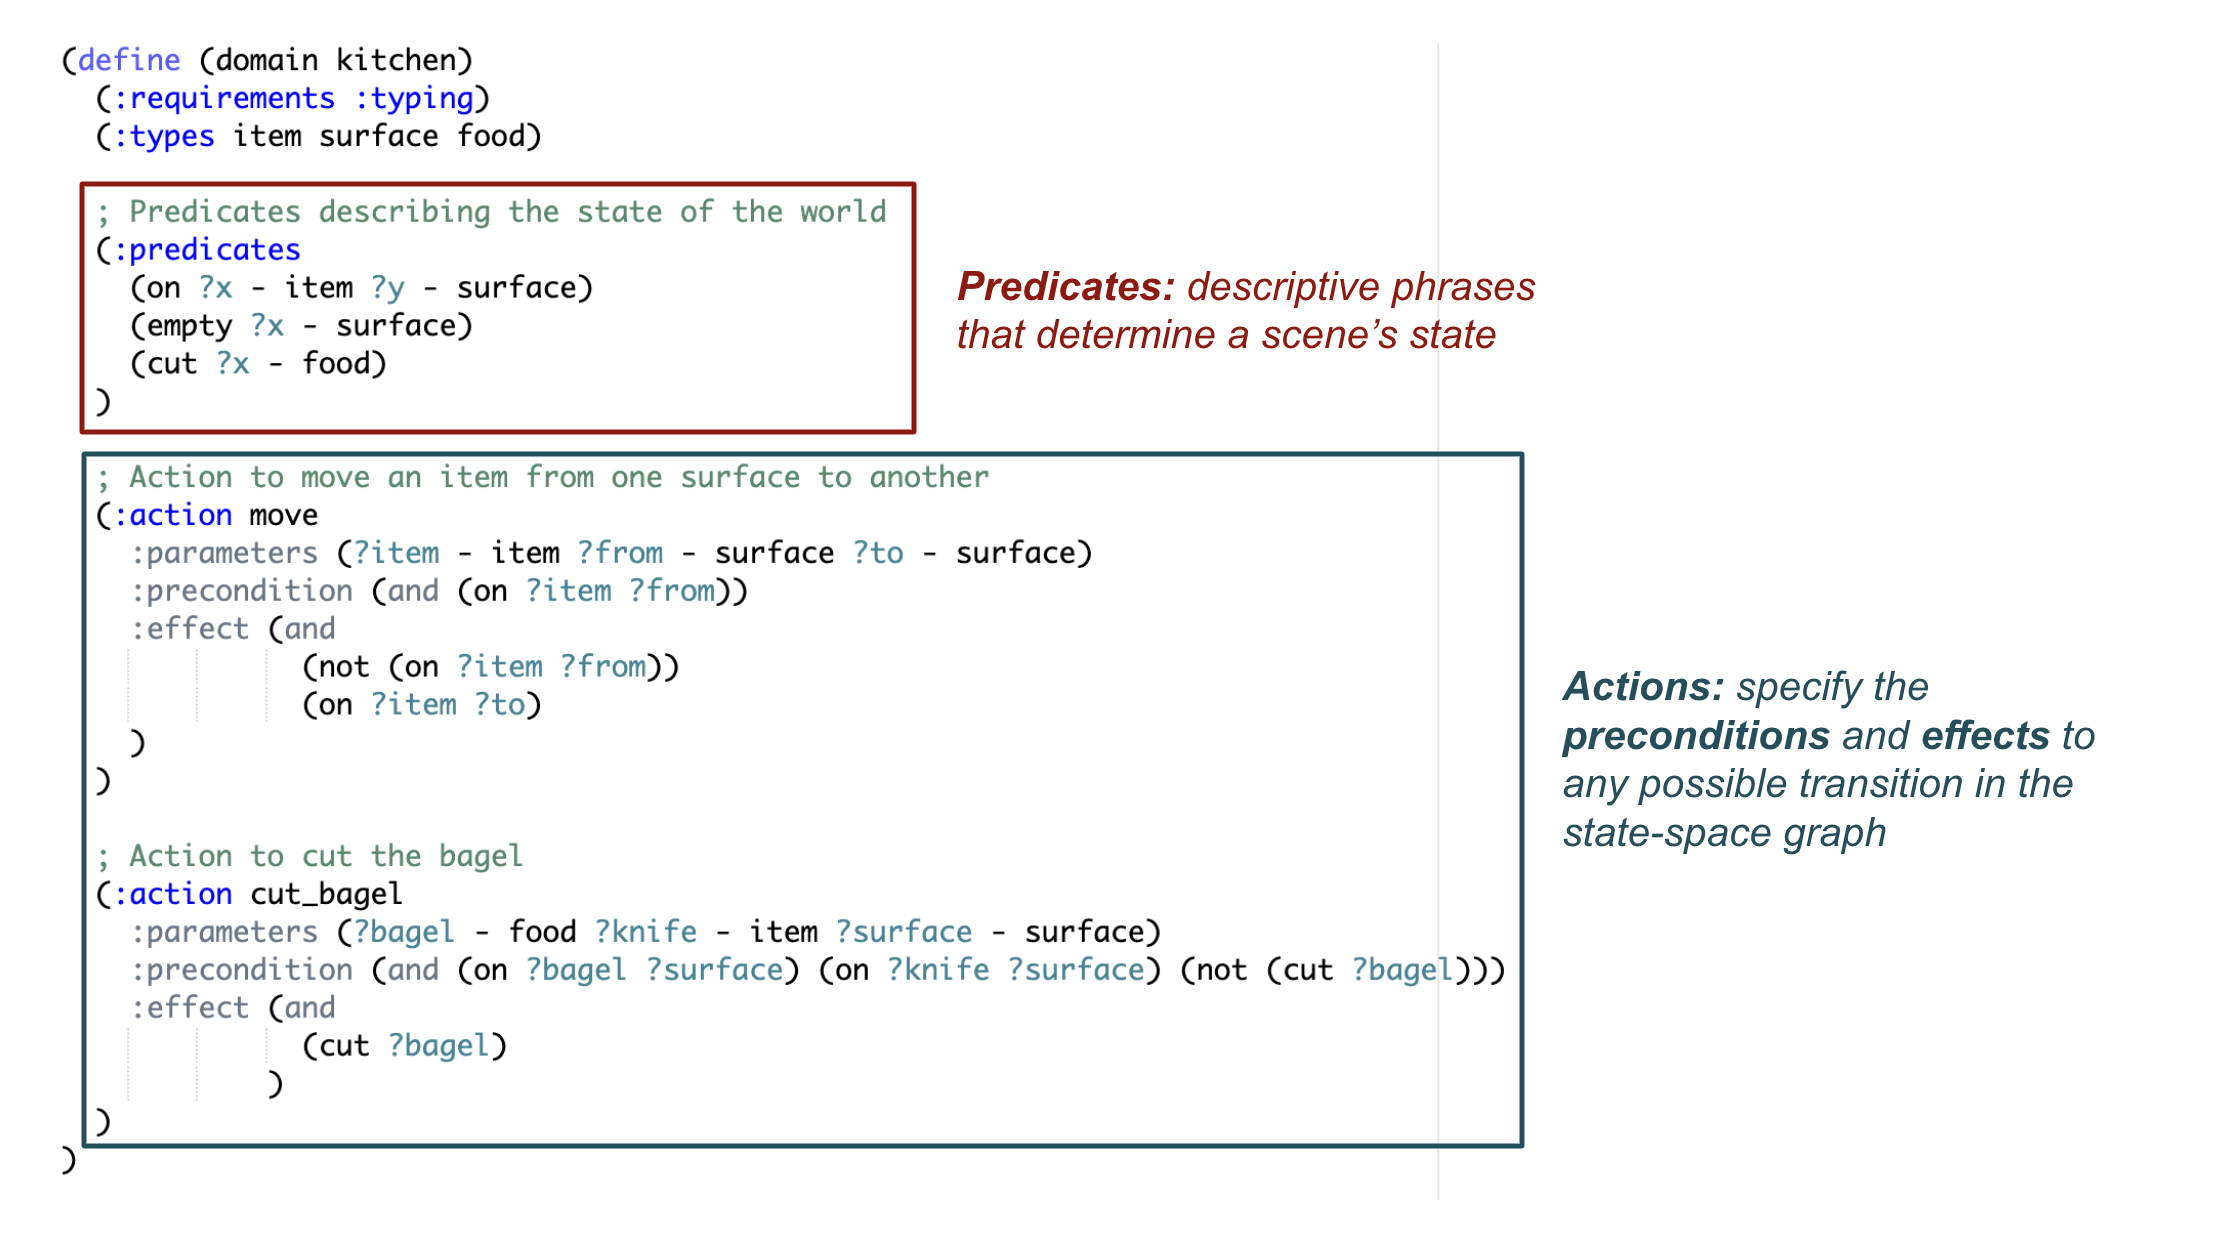 (define (domain kitchen)
(:requirements :typing)
(:types item surface food)
; Predicates describing the state of the world
(:predicates
(on ?x - item ?y - surface)
(empty ?x - surface)
(cut ?x - food)
)
Predicates: descriptive phrases
that determine a scene’s state
; Action to move an item from one surface to another
(:action move
:parameters (?item - item ?from - surface ?to - surface)
:precondition (and (on ?item ?from))
:effect (and
(not (on ?item ?from))
(on ?item ?to)
)
)
; Action to cut the bagel
(:action cut_bagel
:parameters (?bagel - food ?knife - item ?surface - surface)
:precondition (and (on ?bagel ?surface) (on ?knife ?surface) (not (cut ?bagel)))
:effect (and
(cut ?bagel)
)
)
)
Actions: specify the
preconditions and effects to
any possible transition in the
state-space graph